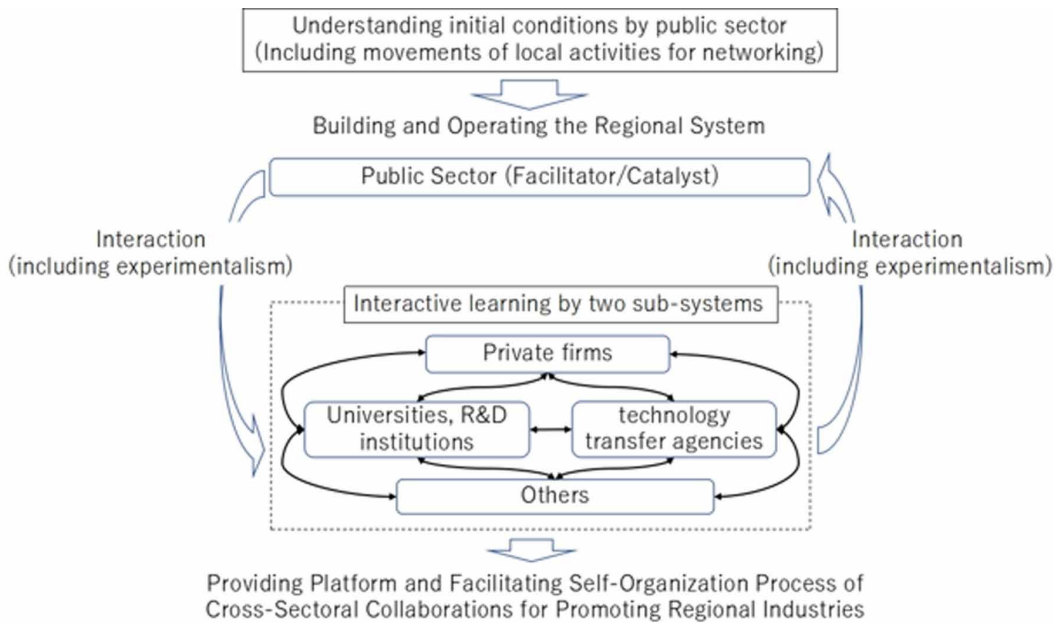 Understanding initial conditions by public sector
(Including movements of local activities for networking)
Building and Operating the Regional System
Public Sector (Facilitator/Catalyst)
Interaction
(including experimentalism)
Interaction
(including experimentalism)
Interactive learning by two sub-systems
Private firms
Universities, R&D
institutions
technology
transfer agencies
Others
Providing Platform and Facilitating Self-Organization Process of
Cross-Sectoral Collaborations for Promoting Regional Industries